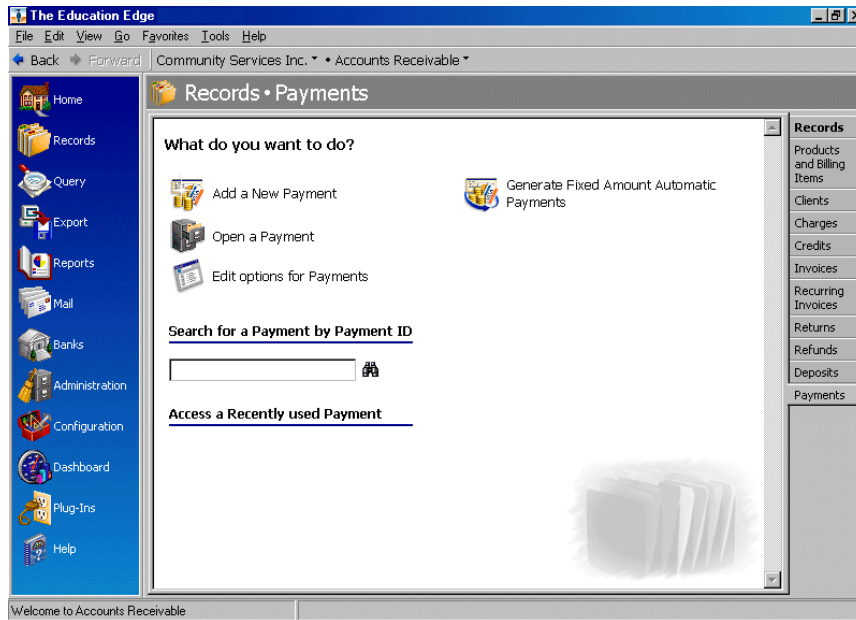 The Education Edge
File Edit View Go Favorites Tools Help
Back Forward Community Services Inc. • Accounts Receivable
Home
Records
Query
Export
Reports
Mail
Banks
Administration
Configuration
Dashboard
Plug-Ins
Help
Records • Payments
What do you want to do?
Add a New Payment
Open a Payment
Edit options for Payments
Generate Fixed Amount Automatic
Payments
Search for a Payment by Payment ID
Access a Recently used Payment
Records
Products
and Billing
Items
Clients
Charges
Credits
Invoices
Recurring
Invoices
Returns
Refunds
Deposits
Payments
Welcome to Accounts Receivable